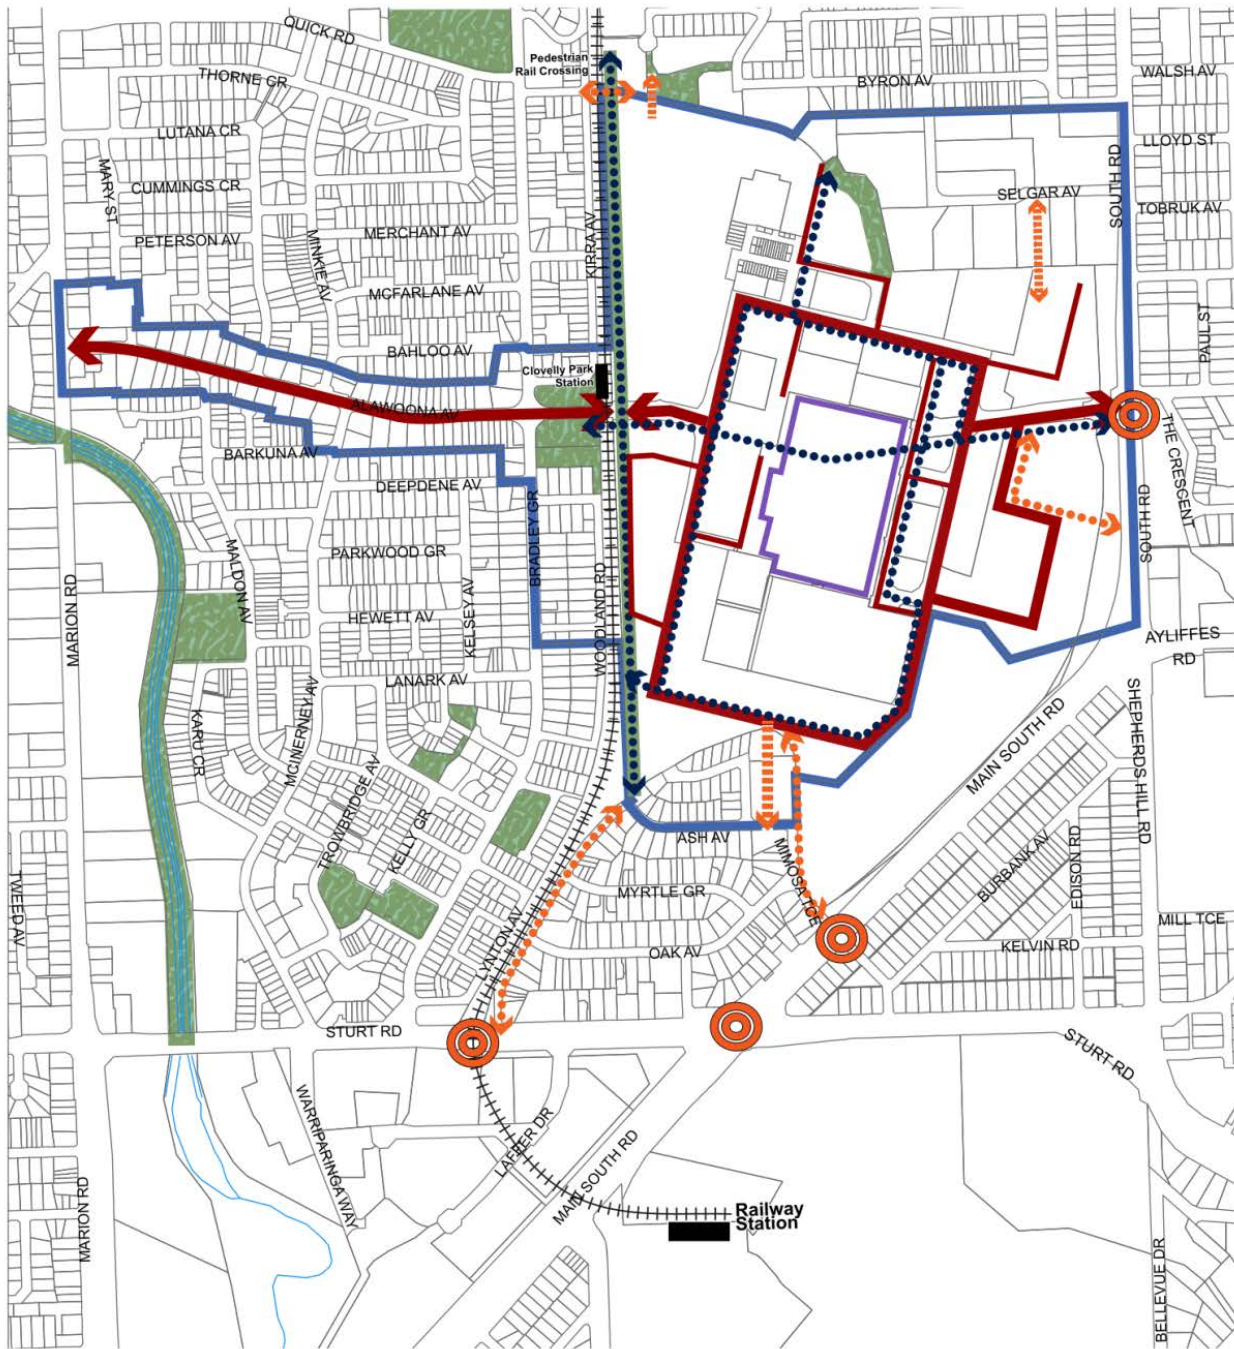 QUICK RD
Pedestrian
Rail Crossing
THORNE CR
BYRON AV
WALSH AV
LUTANA CR
LLOYD ST
MARY ST
CUMMINGS CR
SELGAR AV
SOUTH RD
TOBRUK AV
PETERSON AV
MERCHANT AV
KIRRA AV
MINKIE AV
MCFARLANE AV
PAUL ST
BAHLOO AV
Clovelly Park
Station
ALAWOONA AV
THE CRESCENT
BARKUNA AV
DEEPDENE AV
BRADLEY GR
SOUTH RD
PARKWOOD GR
MALDON AV
MARION RD
KELSEY AV
HEWETT AV
WOODLAND RD
AYLIFFES
RD
LANARK AV
KARU CR
MCINERNEY AV
MAIN SOUTH RD
SHEPHERDS HILL RD
TROWBRIDGE AV
KELLY GR
ASH AV
MIMOSA TCE
BURBANK AV
EDISON RD
TWEED AV
MYRTLE GR
MILL TCE
LYNTON AV
OAK AV
KELVIN RD
STURT RD
STURT RD
WARRIPARINGA WAY
LAFFER DR
MAIN SOUTH RD
MARION RD
Railway
Station
BELLEVUE DR